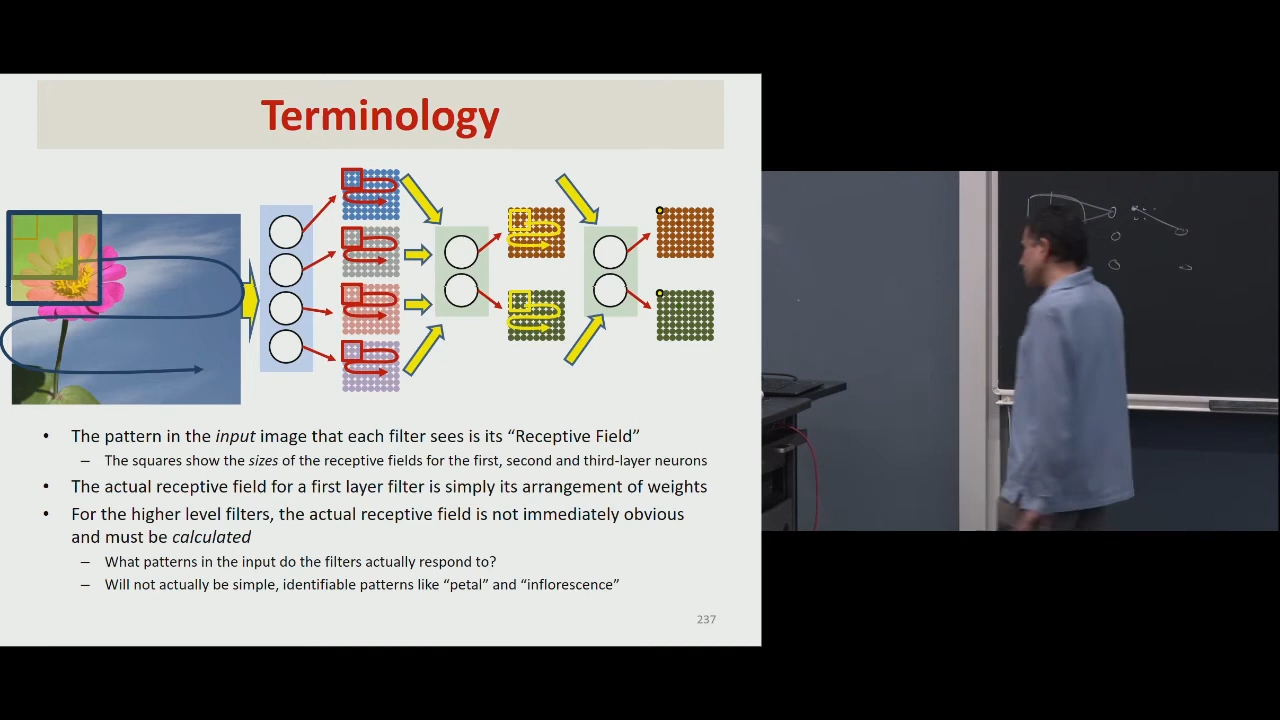 Terminology
• The pattern in the input image that each filter sees is its “Receptive Field”
– The squares show the sizes of the receptive fields for the first, second and third-layer neurons
• The actual receptive field for a first layer filter is simply its arrangement of weights
• For the higher level filters, the actual receptive field is not immediately obvious
and must be calculated
– What patterns in the input do the filters actually respond to?
– Will not actually be simple, identifiable patterns like “petal” and “inflorescence”
237